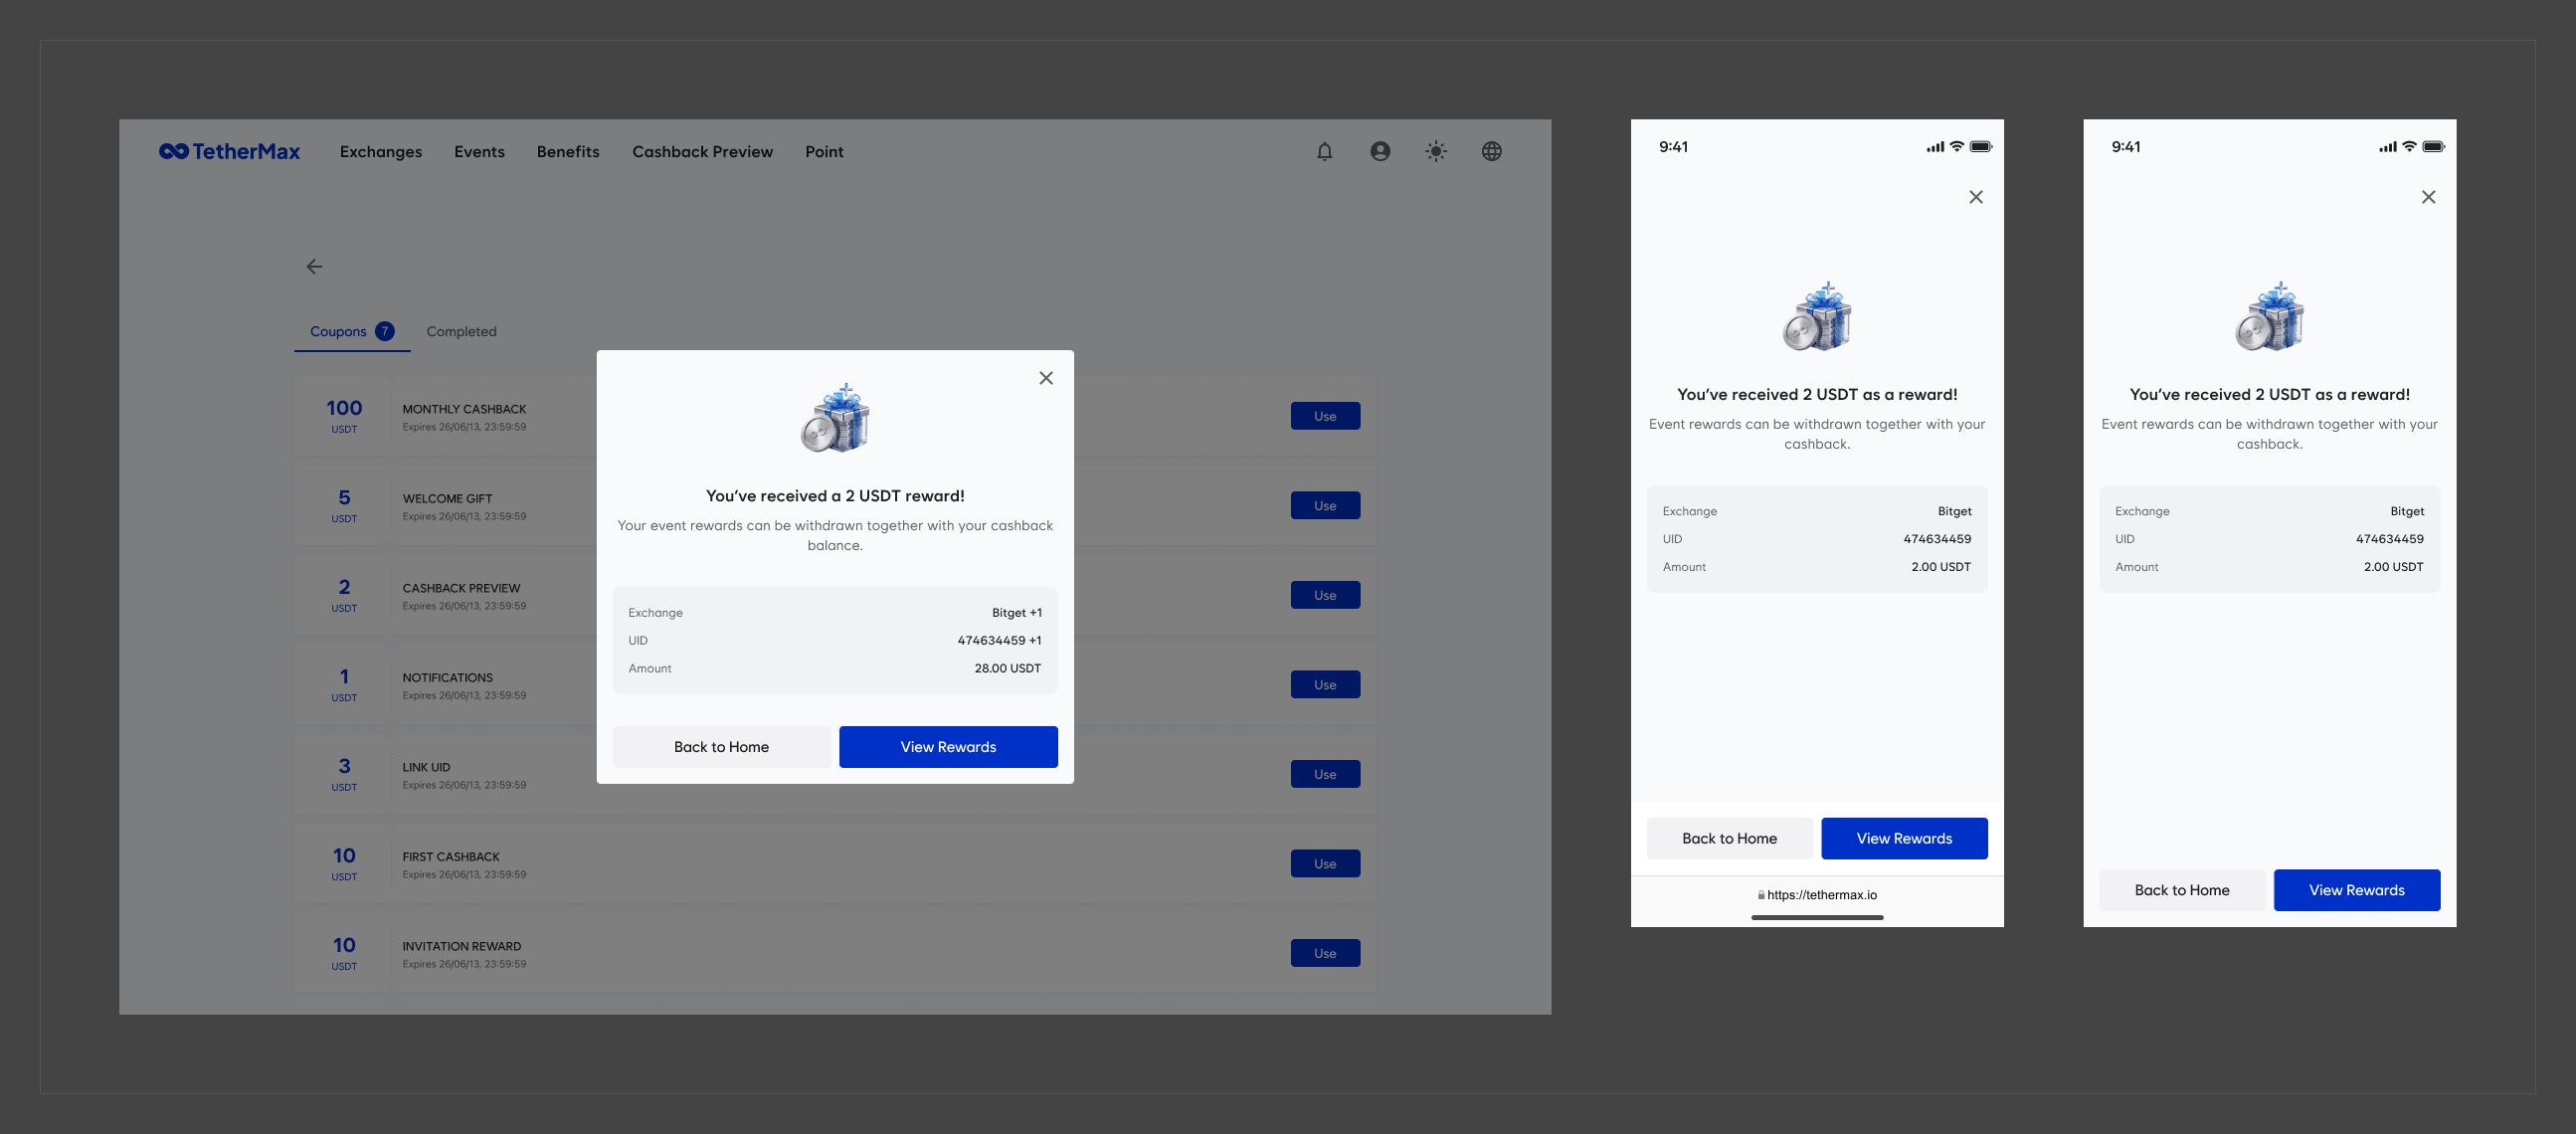 TetherMax Exchanges Events Benefits Cashback Preview Point
Coupons 7 Completed
100
USDT
MONTHLY CASHBACK
Expires 26/06/13, 23:59:59
Use
5
USDT
WELCOME GIFT
Expires 26/06/13, 23:59:59
Use
2
USDT
CASHBACK PREVIEW
Expires 26/06/13, 23:59:59
Use
1
USDT
NOTIFICATIONS
Expires 26/06/13, 23:59:59
Use
3
USDT
LINK UID
Expires 26/06/13, 23:59:59
Use
10
USDT
FIRST CASHBACK
Expires 26/06/13, 23:59:59
Use
10
USDT
INVITATION REWARD
Expires 26/06/13, 23:59:59
Use
You’ve received a 2 USDT reward!
Your event rewards can be withdrawn together with your cashback
balance.
Exchange Bitget +1
UID 474634459 +1
Amount 28.00 USDT
Back to Home View Rewards
9:41
You’ve received 2 USDT as a reward!
Event rewards can be withdrawn together with your
cashback.
Exchange Bitget
UID 474634459
Amount 2.00 USDT
Back to Home View Rewards
https://tethermax.io
9:41
You’ve received 2 USDT as a reward!
Event rewards can be withdrawn together with your
cashback.
Exchange Bitget
UID 474634459
Amount 2.00 USDT
Back to Home View Rewards